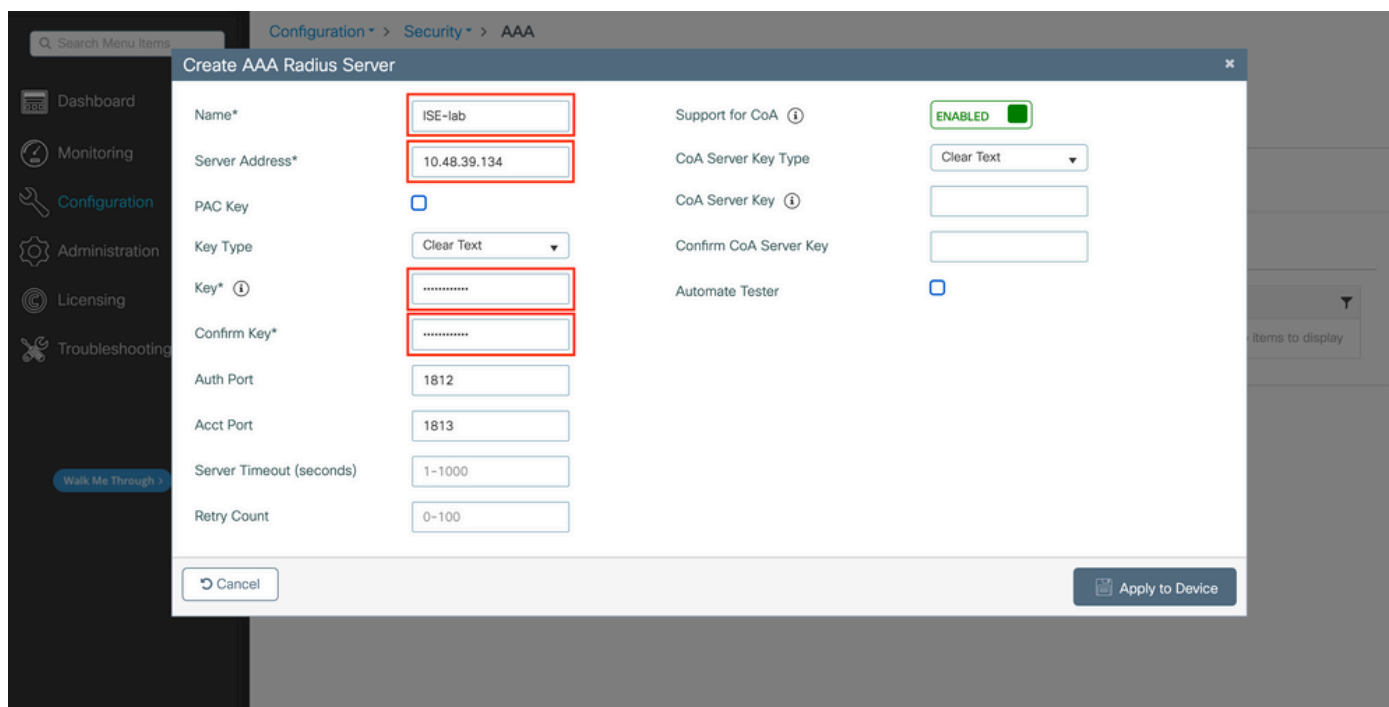 Search Menu Items
Configuration > Security > AAA
Create AAA Radius Server
Dashboard
Monitoring
Configuration
Administration
Licensing
Troubleshooting
Walk Me Through >
Name* ISE-lab
Server Address* 10.48.39.134
PAC Key
Key Type Clear Text
Key*
Confirm Key*
Auth Port 1812
Acct Port 1813
Server Timeout (seconds) 1-1000
Retry Count 0-100
Support for CoA ENABLED
CoA Server Key Type Clear Text
CoA Server Key
Confirm CoA Server Key
Automate Tester
items to display
Cancel
Apply to Device